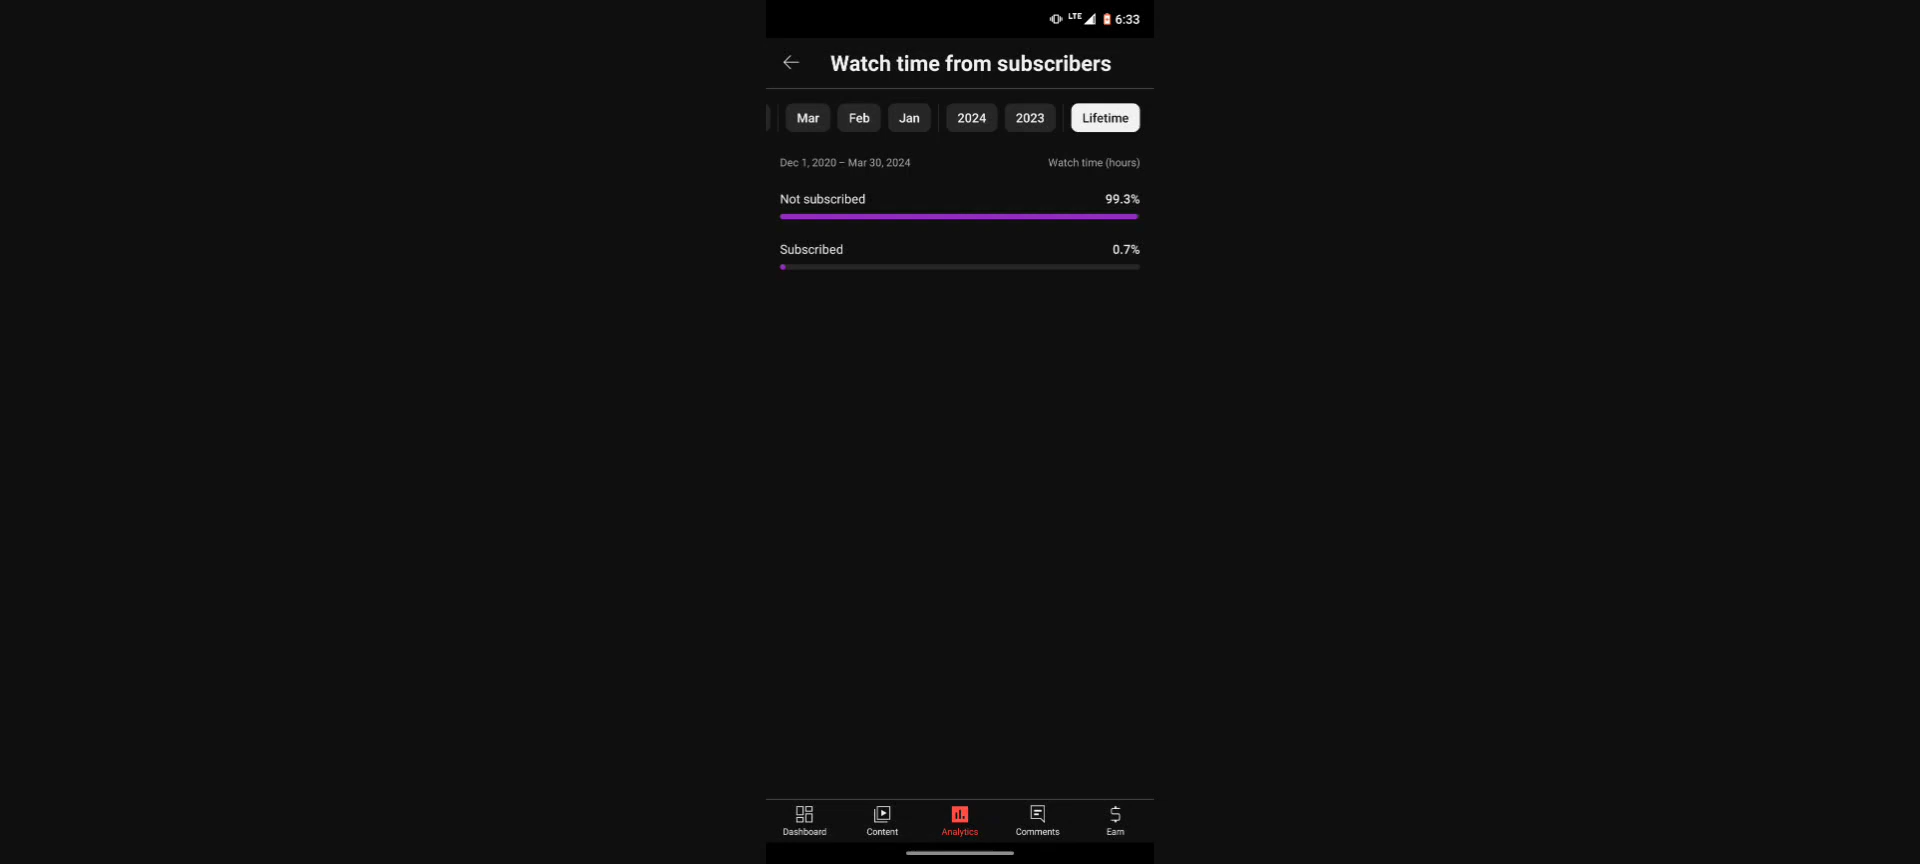 LTE 6:33
Watch time from subscribers
Mar Feb Jan 2024 2023 Lifetime
Dec 1, 2020 – Mar 30, 2024 Watch time (hours)
Not subscribed 99.3%
Subscribed 0.7%
Dashboard Content Analytics Comments Earn